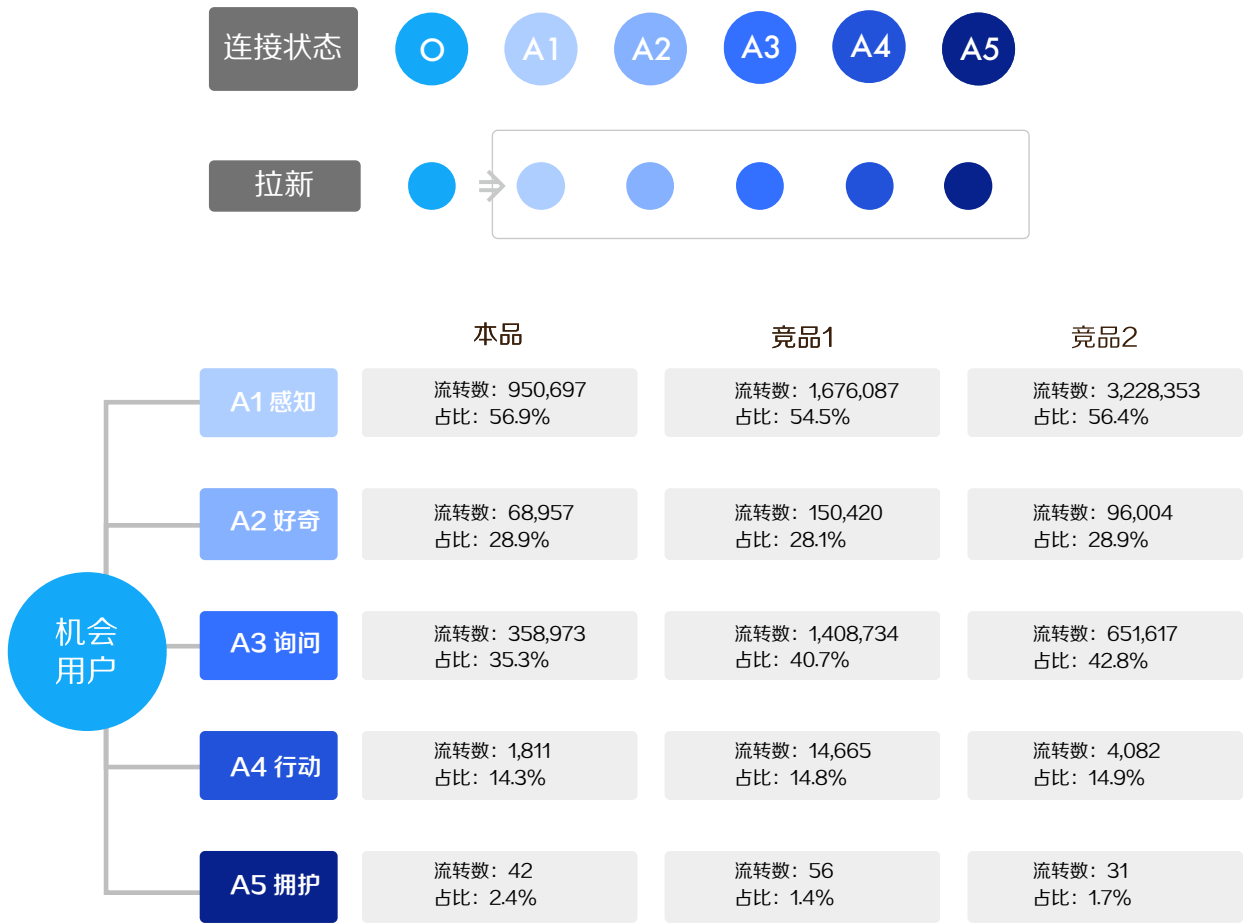 连接状态 O A1 A2 A3 A4 A5
拉新
本品 竞品1 竞品2
A1 感知
流转数：950,697
占比：56.9%
流转数：1,676,087
占比：54.5%
流转数：3,228,353
占比：56.4%
A2 好奇
流转数：68,957
占比：28.9%
流转数：150,420
占比：28.1%
流转数：96,004
占比：28.9%
机会
用户
A3 询问
流转数：358,973
占比：35.3%
流转数：1,408,734
占比：40.7%
流转数：651,617
占比：42.8%
A4 行动
流转数：1,811
占比：14.3%
流转数：14,665
占比：14.8%
流转数：4,082
占比：14.9%
A5 拥护
流转数：42
占比：2.4%
流转数：56
占比：1.4%
流转数：31
占比：1.7%